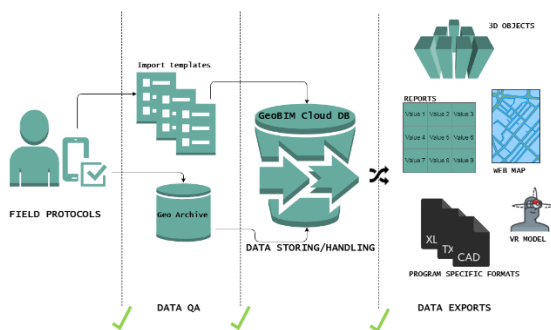 3D OBJECTS
Import templates
GeoBIM Cloud DB
REPORTS
Value 1 Value 2 Value 3
Value 4 Value 5 Value 6
Value 7 Value 8 Value 9
WEB MAP
Geo Archive
FIELD PROTOCOLS
DATA STORING/HANDLING
XL
TX
CAD
VR MODEL
PROGRAM SPECIFIC FORMATS
DATA QA
DATA EXPORTS